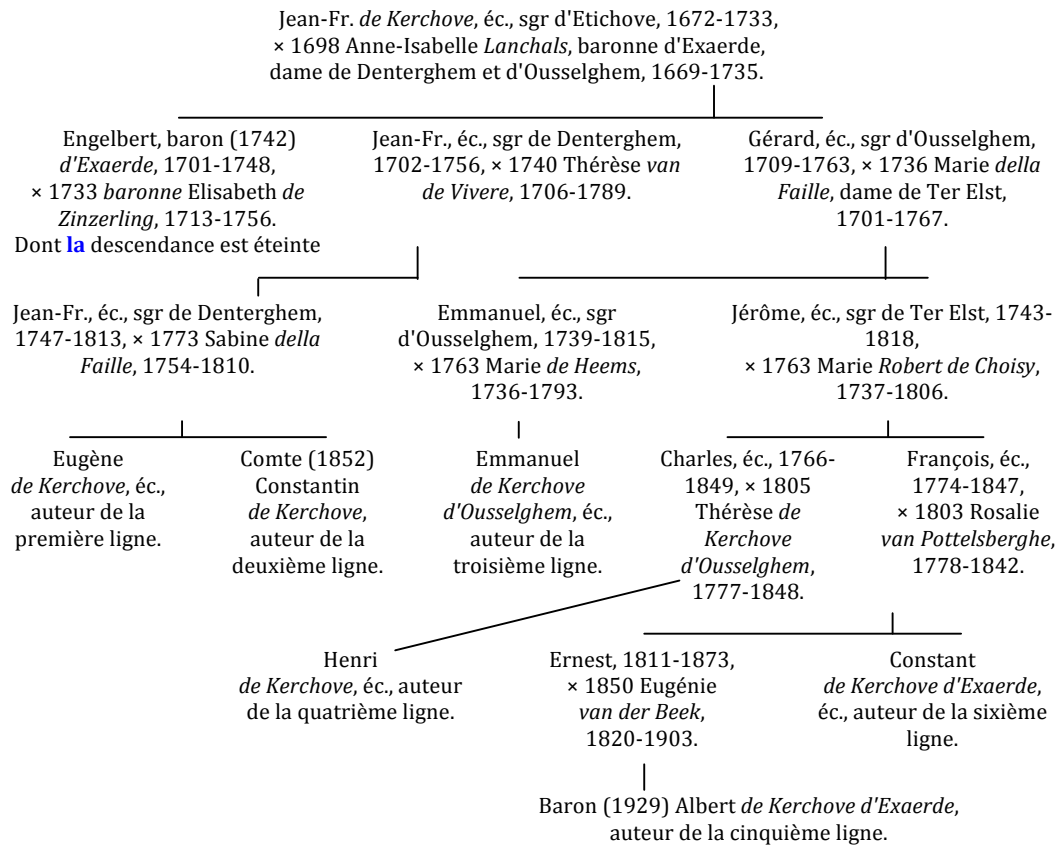 Jean-Fr. de Kerchove, éc., sgr d'Etichove, 1672-1733,
× 1698 Anne-Isabelle Lanchals, baronne d'Exaerde,
dame de Denterghem et d'Ousselghem, 1669-1735.
Engelbert, baron (1742)
d'Exaerde, 1701-1748,
× 1733 baronne Elisabeth de
Zinzerling, 1713-1756.
Dont la descendance est éteinte
Jean-Fr., éc., sgr de Denterghem,
1702-1756, × 1740 Thérèse van
de Vivere, 1706-1789.
Gérard, éc., sgr d'Ousselghem,
1709-1763, × 1736 Marie della
Faille, dame de Ter Elst,
1701-1767.
Jean-Fr., éc., sgr de Denterghem,
1747-1813, × 1773 Sabine della
Faille, 1754-1810.
Emmanuel, éc., sgr
d'Ousselghem, 1739-1815,
× 1763 Marie de Heems,
1736-1793.
Jérôme, éc., sgr de Ter Elst, 1743-
1818,
× 1763 Marie Robert de Choisy,
1737-1806.
Eugène
de Kerchove, éc.,
auteur de la
première ligne.
Comte (1852)
Constantin
de Kerchove,
auteur de la
deuxième ligne.
Emmanuel
de Kerchove
d'Ousselghem, éc.,
auteur de la
troisième ligne.
Charles, éc., 1766-
1849, × 1805
Thérèse de
Kerchove
d'Ousselghem,
1777-1848.
François, éc.,
1774-1847,
× 1803 Rosalie
van Pottelsberghe,
1778-1842.
Henri
de Kerchove, éc., auteur
de la quatrième ligne.
Ernest, 1811-1873,
× 1850 Eugénie
van der Beek,
1820-1903.
Constant
de Kerchove d'Exaerde,
éc., auteur de la sixième
ligne.
Baron (1929) Albert de Kerchove d'Exaerde,
auteur de la cinquième ligne.